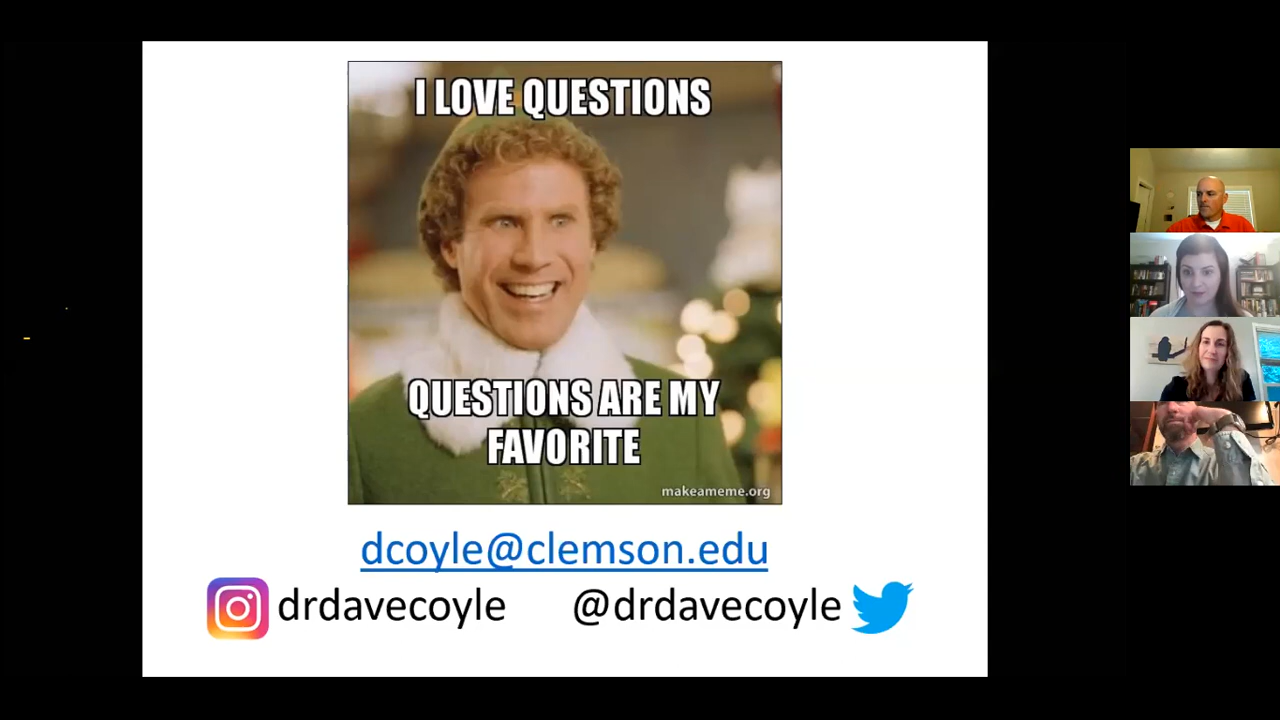 I LOVE QUESTIONS
QUESTIONS ARE MY
FAVORITE
makeameme.org
dcoyle@clemson.edu
drdavecoyle @drdavecoyle